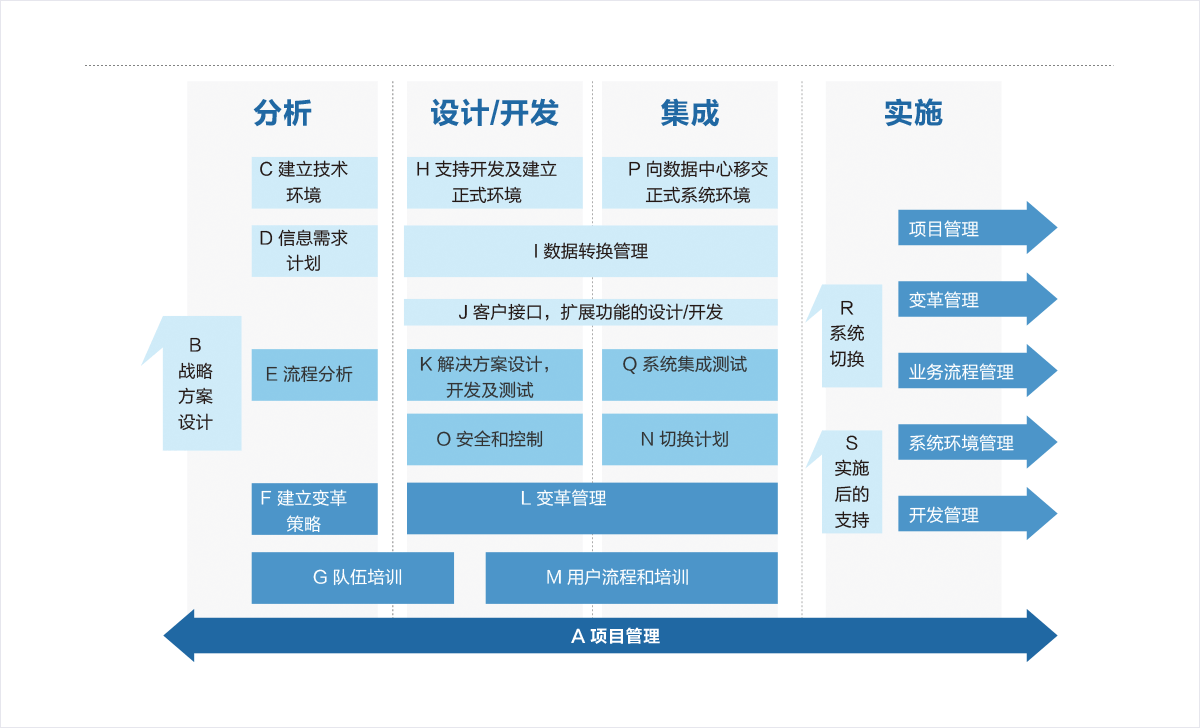 分析
设计/开发
集成
实施
C 建立技术
环境
H 支持开发及建立
正式环境
P 向数据中心移交
正式系统环境
D 信息需求
计划
I 数据转换管理
J 客户接口，扩展功能的设计/开发
B
战略
方案
设计
E 流程分析
K 解决方案设计，
开发及测试
Q 系统集成测试
O 安全和控制
N 切换计划
F 建立变革
策略
L 变革管理
G 队伍培训
M 用户流程和培训
R
系统
切换
S
实施
后的
支持
项目管理
变革管理
业务流程管理
系统环境管理
开发管理
A 项目管理